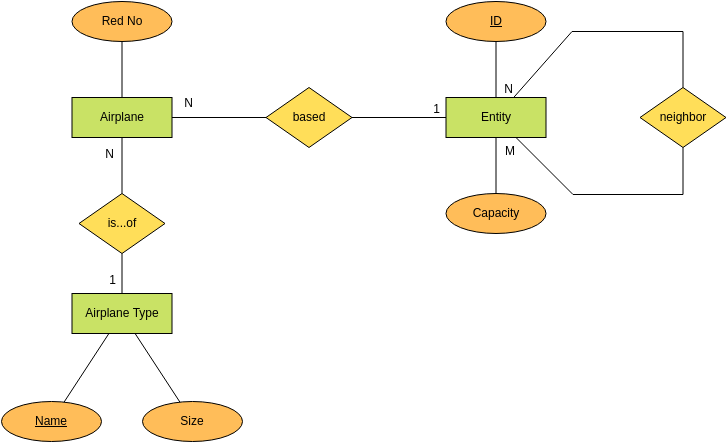 Red No
ID
N
N
Airplane
based
1
Entity
neighbor
N
M
is...of
Capacity
1
Airplane Type
Name
Size